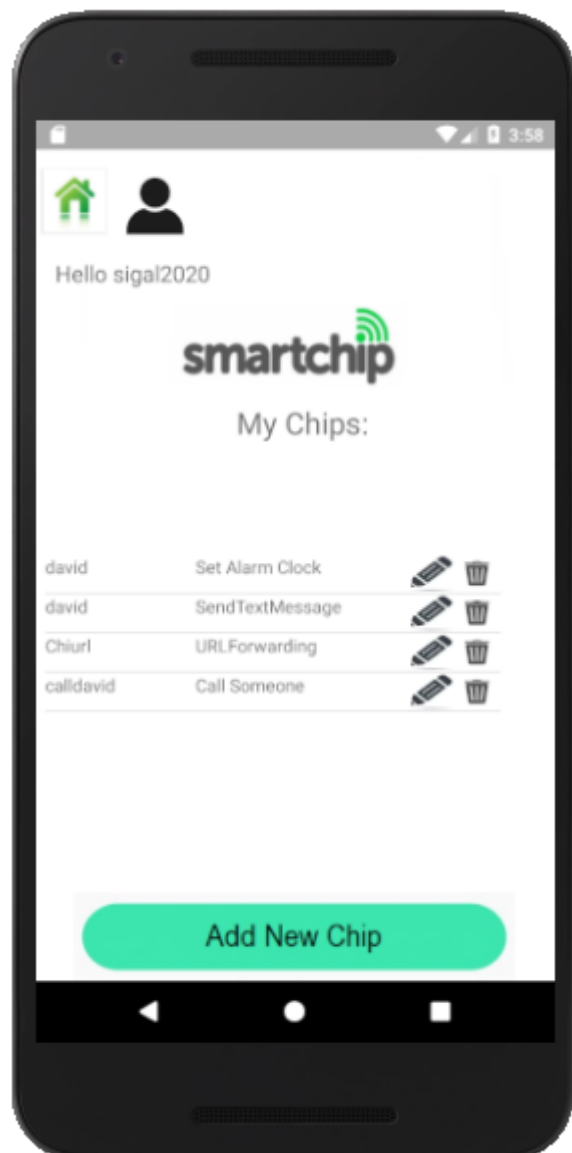 3:58
Hello sigal2020
smartchip
My Chips:
david Set Alarm Clock
david SendTextMessage
Chiurl URLForwarding
calldavid Call Someone
Add New Chip